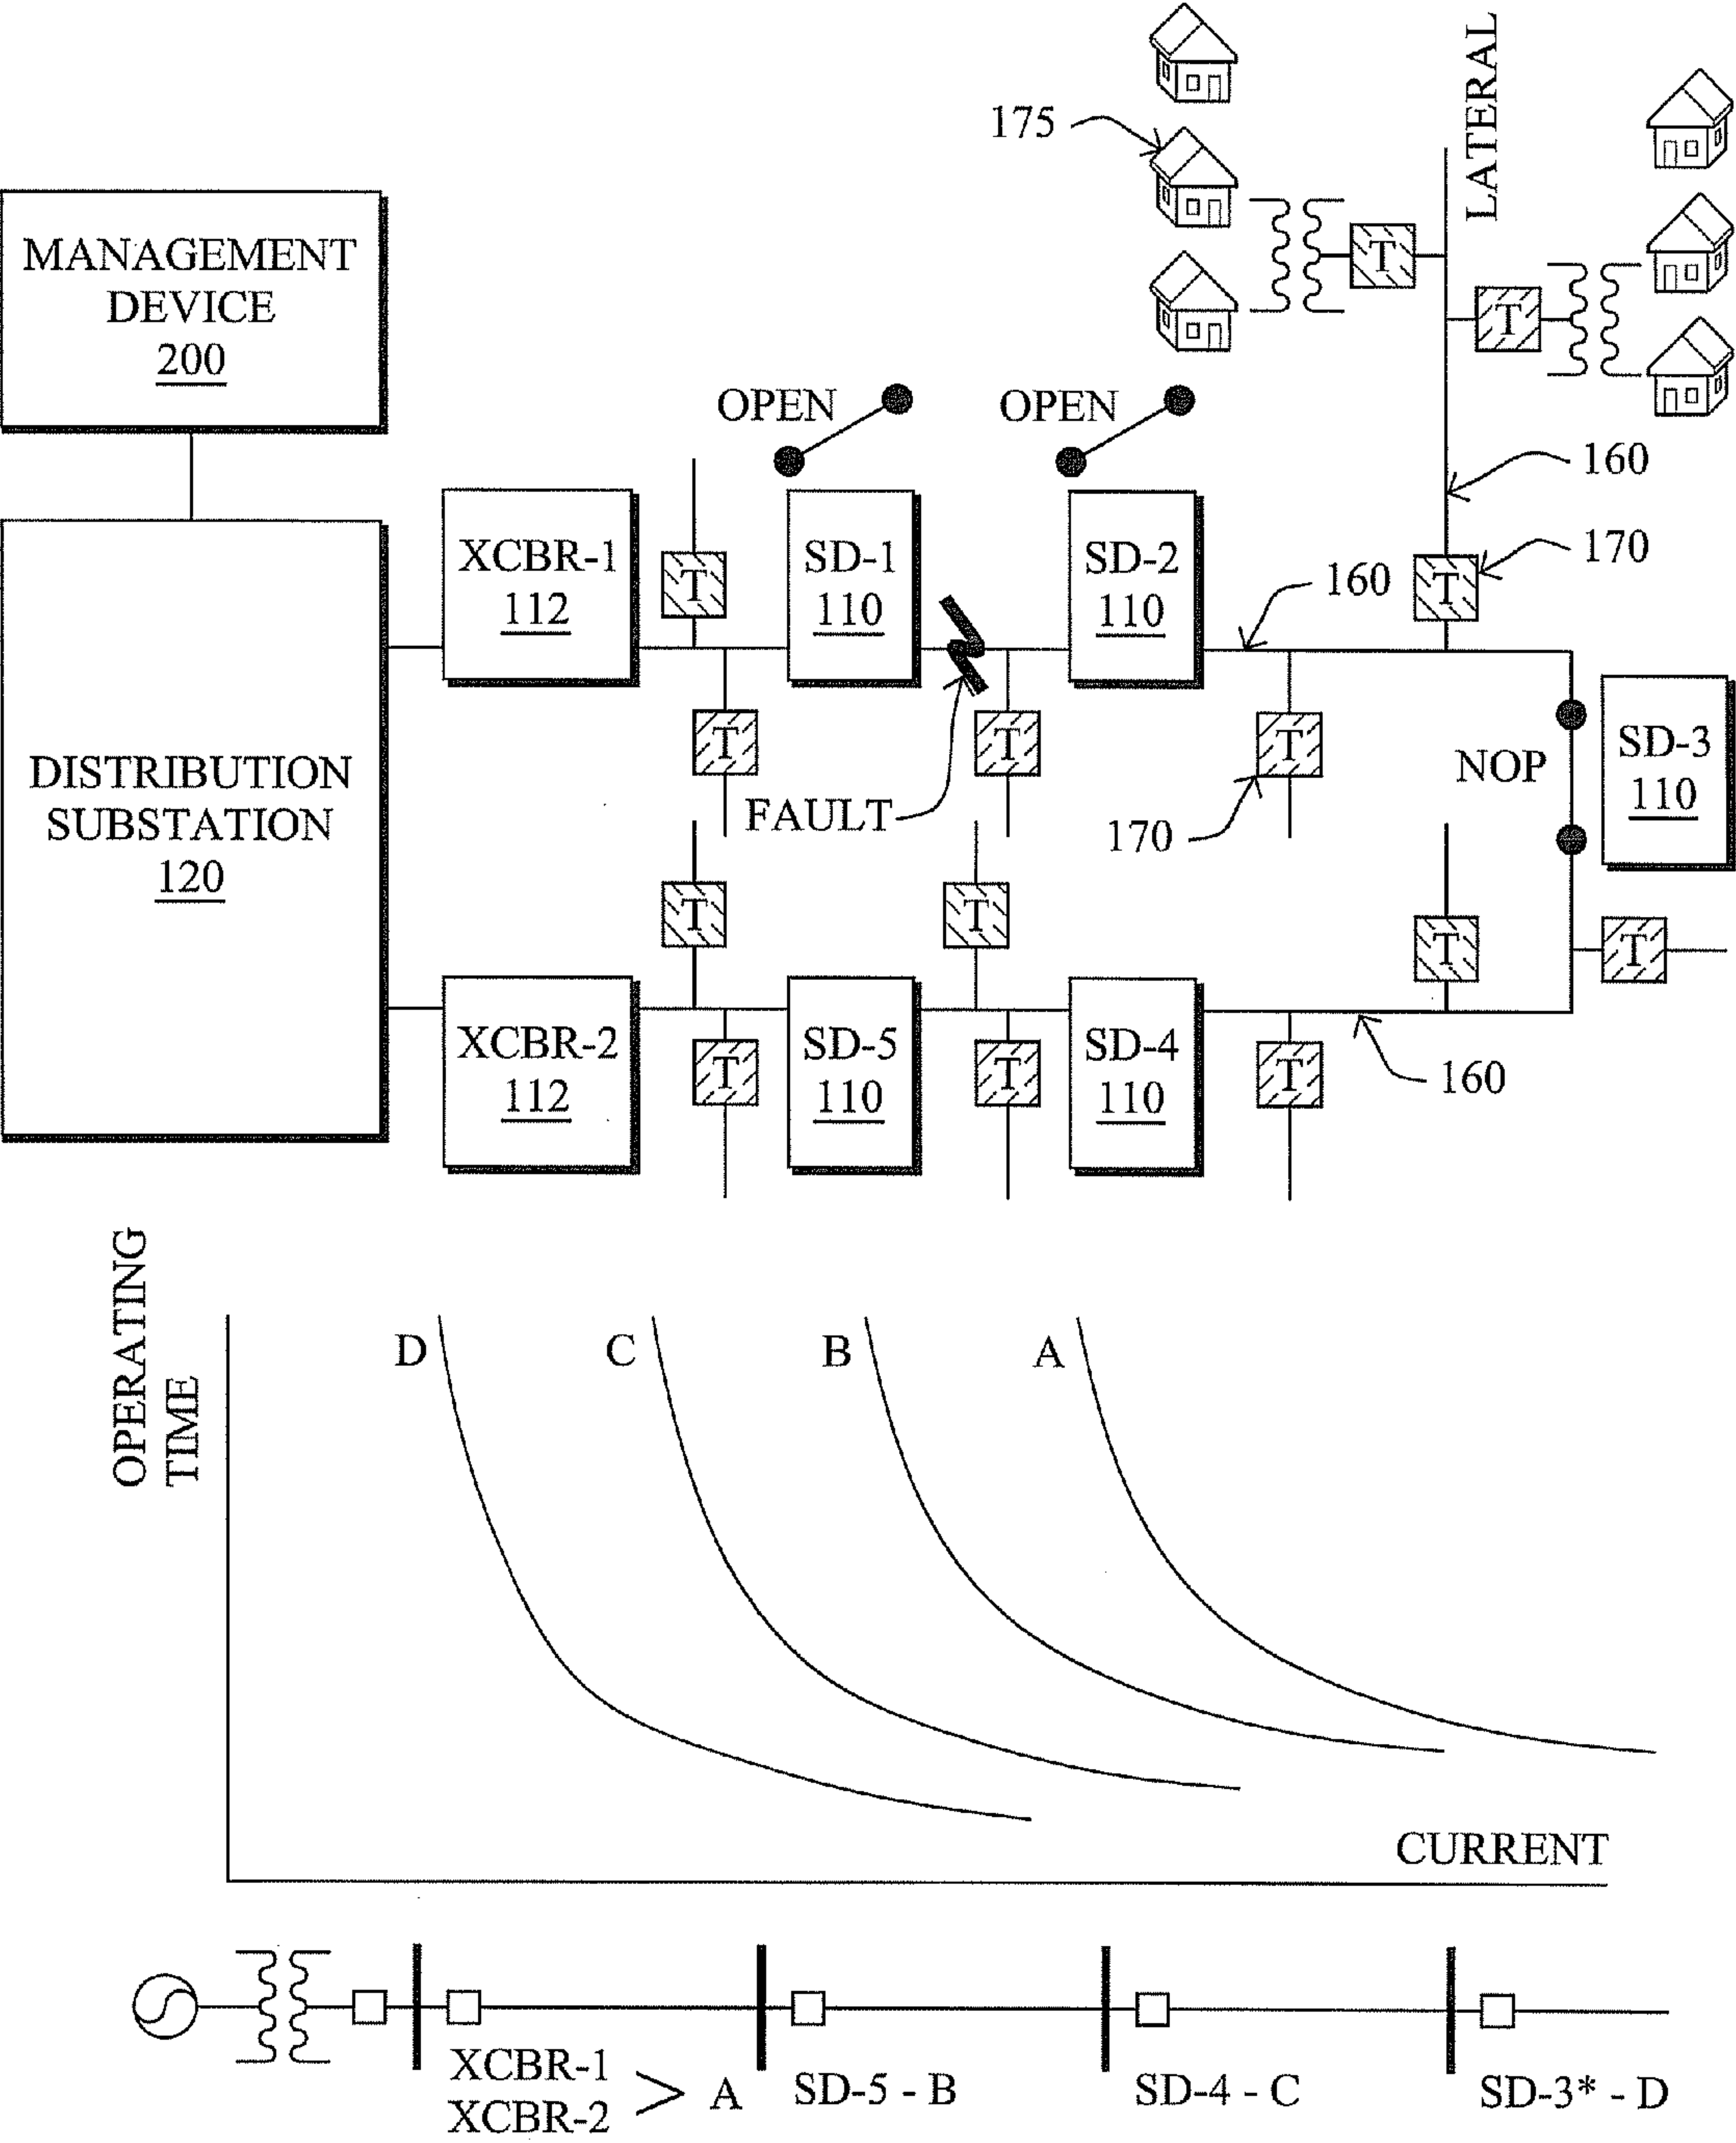 175
LATERAL
T
T
MANAGEMENT
DEVICE
200
OPEN
OPEN
160
170
XCBR-1
112
T
SD-1
110
SD-2
110
160
T
DISTRIBUTION
SUBSTATION
120
T
FAULT
T
T
170
NOP
SD-3
110
T
T
T
T
XCBR-2
112
T
SD-5
110
T
SD-4
110
T
160
OPERATING
TIME
D
C
B
A
CURRENT
XCBR-1
XCBR-2
> A
SD-5 - B
SD-4 - C
SD-3* - D